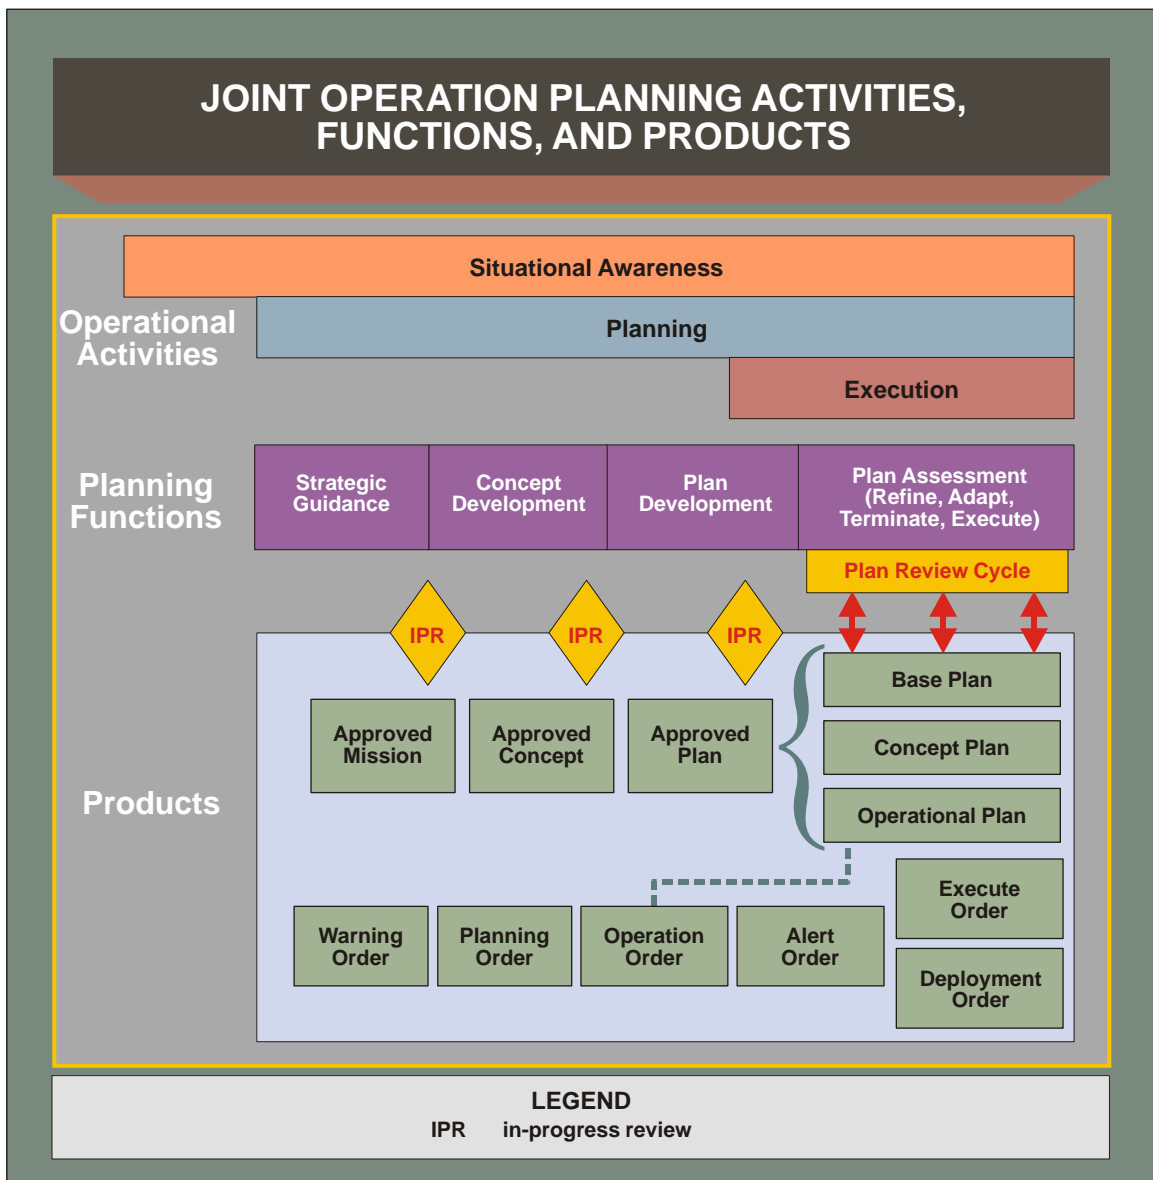 JOINT OPERATION PLANNING ACTIVITIES,
FUNCTIONS, AND PRODUCTS
Situational Awareness
Operational
Activities
Planning
Execution
Planning
Functions
Strategic
Guidance
Concept
Development
Plan
Development
Plan Assessment
(Refine, Adapt,
Terminate, Execute)
Plan Review Cycle
IPR
IPR
IPR
Products
Approved
Mission
Approved
Concept
Approved
Plan
Base Plan
Concept Plan
Operational Plan
Warning
Order
Planning
Order
Operation
Order
Alert
Order
Execute
Order
Deployment
Order
LEGEND
IPR in-progress review